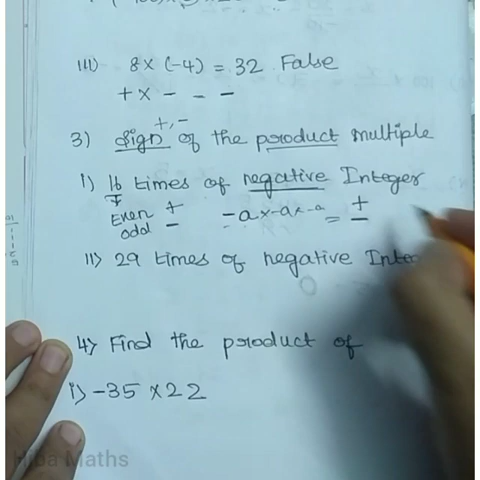 III) 8 x (-4) = 32 False
+ x - - -
+, -
3) Sign of the product multiple
i) 16 times of negative Integer
Even + -a x -a x -a = +
odd - -
II) 29 times of negative Inte
4) Find the product of
i) -35 x 22
Hiba Maths